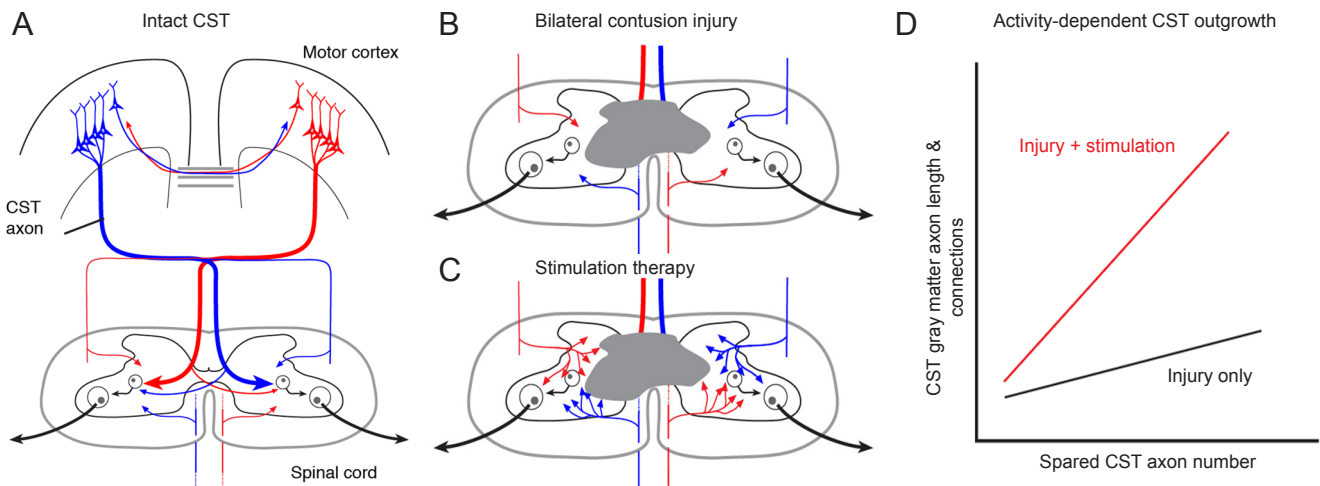 A
Intact CST
Motor cortex
CST
axon
Spinal cord
B
Bilateral contusion injury
C
Stimulation therapy
D
Activity-dependent CST outgrowth
CST gray matter axon length &
connections
Injury + stimulation
Injury only
Spared CST axon number